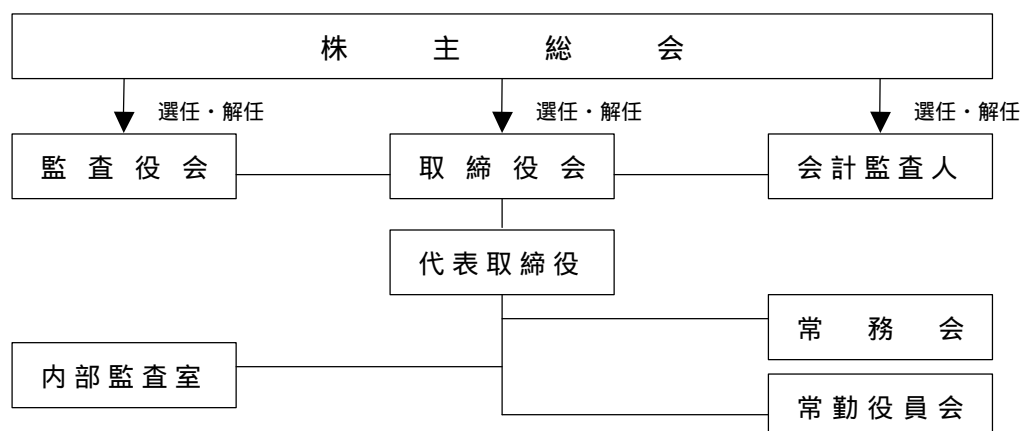 株主総会
選任・解任
選任・解任
選任・解任
監査役会
取締役会
会計監査人
代表取締役
常務会
内部監査室
常勤役員会